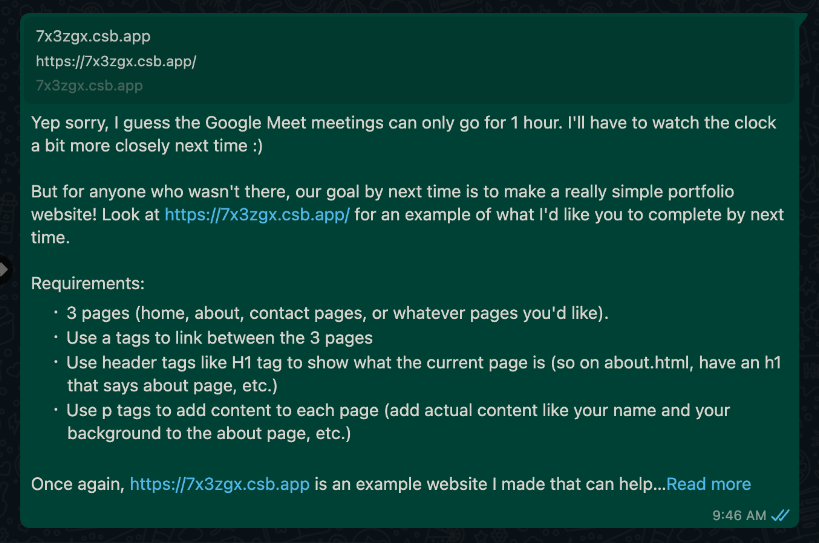 7x3zgx.csb.app
https://7x3zgx.csb.app/
7x3zgx.csb.app
Yep sorry, I guess the Google Meet meetings can only go for 1 hour. I'll have to watch the clock
a bit more closely next time :)
But for anyone who wasn't there, our goal by next time is to make a really simple portfolio
website! Look at https://7x3zgx.csb.app/ for an example of what I'd like you to complete by next
time.
Requirements:
• 3 pages (home, about, contact pages, or whatever pages you'd like).
• Use a tags to link between the 3 pages
• Use header tags like H1 tag to show what the current page is (so on about.html, have an h1
that says about page, etc.)
• Use p tags to add content to each page (add actual content like your name and your
background to the about page, etc.)
Once again, https://7x3zgx.csb.app is an example website I made that can help...Read more
9:46 AM